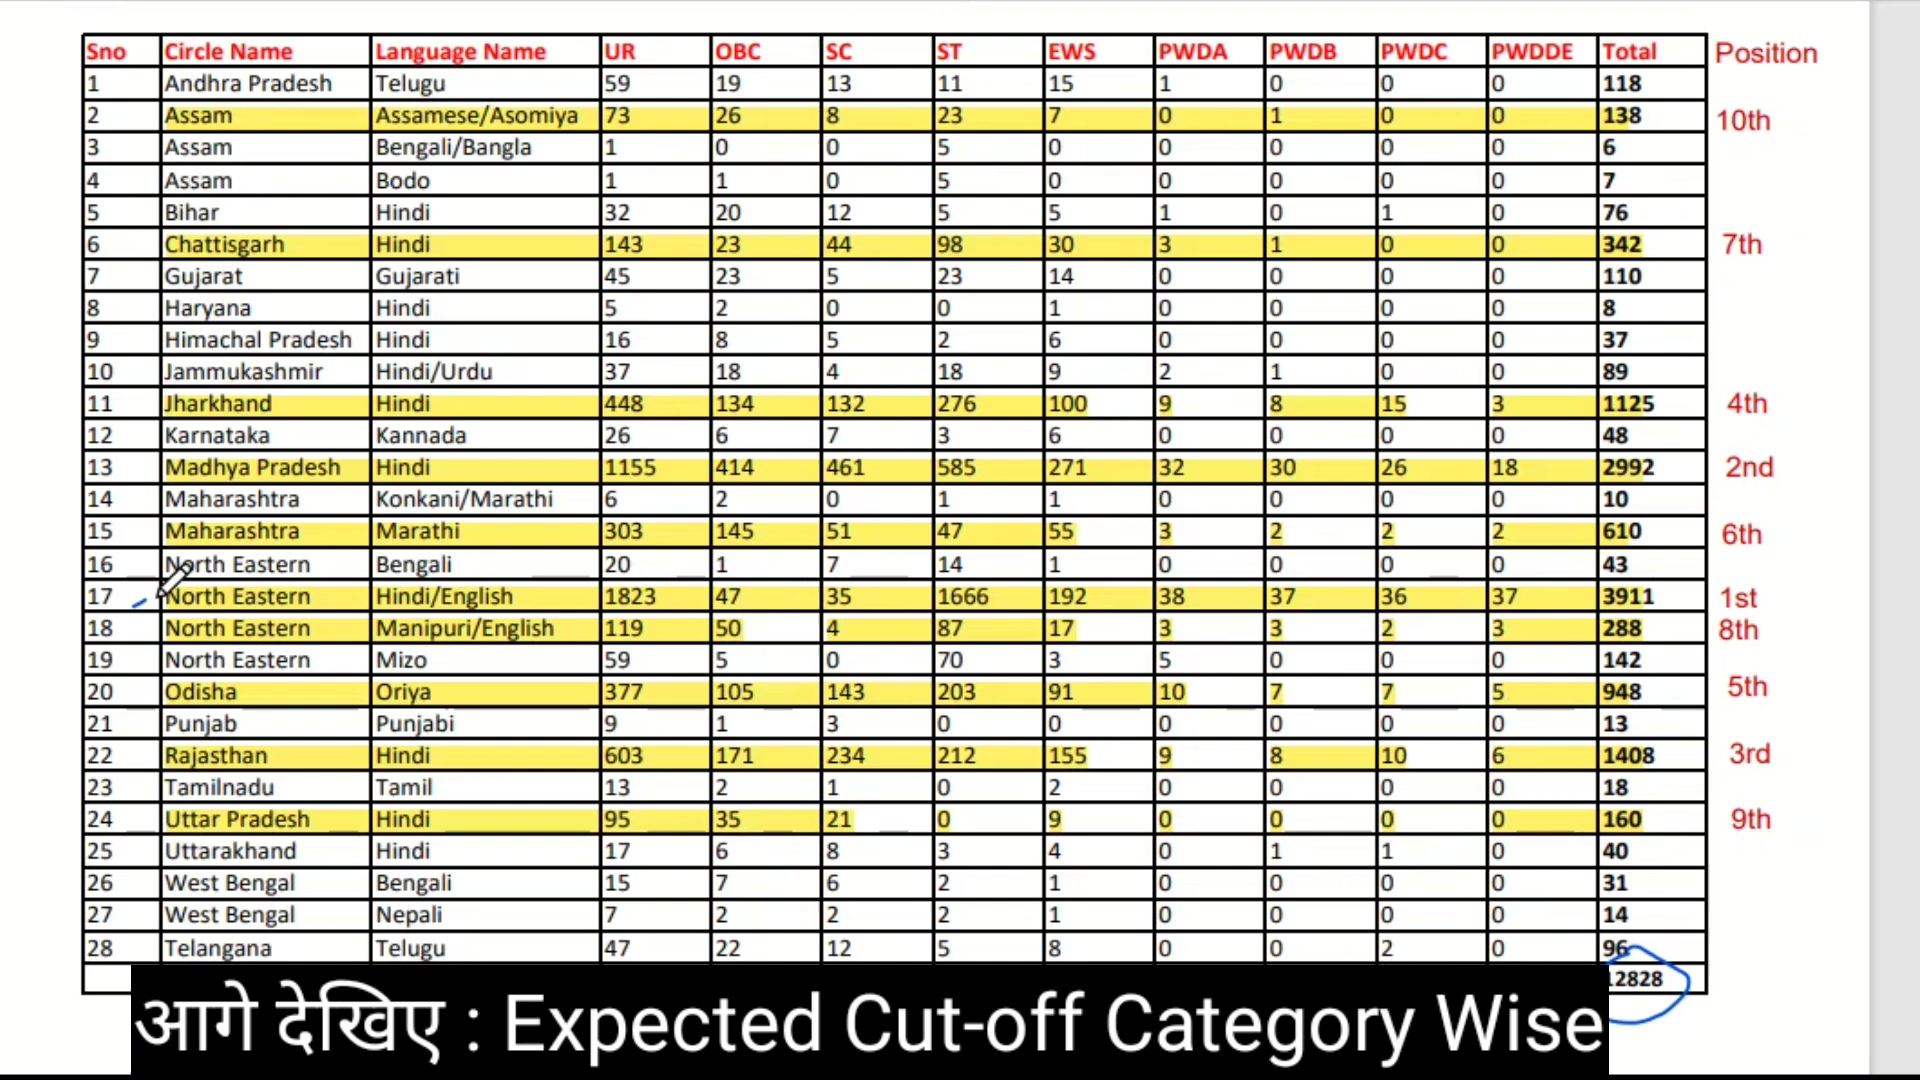 Sno Circle Name Language Name UR OBC SC ST EWS PWDA PWDB PWDC PWDDE Total Position
1 Andhra Pradesh Telugu 59 19 13 11 15 1 0 0 0 118
2 Assam Assamese/Asomiya 73 26 8 23 7 0 1 0 0 138 10th
3 Assam Bengali/Bangla 1 0 0 5 0 0 0 0 0 6
4 Assam Bodo 1 1 0 5 0 0 0 0 0 7
5 Bihar Hindi 32 20 12 5 5 1 0 1 0 76
6 Chattisgarh Hindi 143 23 44 98 30 3 1 0 0 342 7th
7 Gujarat Gujarati 45 23 5 23 14 0 0 0 0 110
8 Haryana Hindi 5 2 0 0 1 0 0 0 0 8
9 Himachal Pradesh Hindi 16 8 5 2 6 0 0 0 0 37
10 Jammukashmir Hindi/Urdu 37 18 4 18 9 2 1 0 0 89
11 Jharkhand Hindi 448 134 132 276 100 9 8 15 3 1125 4th
12 Karnataka Kannada 26 6 7 3 6 0 0 0 0 48
13 Madhya Pradesh Hindi 1155 414 461 585 271 32 30 26 18 2992 2nd
14 Maharashtra Konkani/Marathi 6 2 0 1 1 0 0 0 0 10
15 Maharashtra Marathi 303 145 51 47 55 3 2 2 2 610 6th
16 North Eastern Bengali 20 1 7 14 1 0 0 0 0 43
17 North Eastern Hindi/English 1823 47 35 1666 192 38 37 36 37 3911 1st
18 North Eastern Manipuri/English 119 50 4 87 17 3 3 2 3 288 8th
19 North Eastern Mizo 59 5 0 70 3 5 0 0 0 142
20 Odisha Oriya 377 105 143 203 91 10 7 7 5 948 5th
21 Punjab Punjabi 9 1 3 0 0 0 0 0 0 13
22 Rajasthan Hindi 603 171 234 212 155 9 8 10 6 1408 3rd
23 Tamilnadu Tamil 13 2 1 0 2 0 0 0 0 18
24 Uttar Pradesh Hindi 95 35 21 0 9 0 0 0 0 160 9th
25 Uttarakhand Hindi 17 6 8 3 4 0 1 1 0 40
26 West Bengal Bengali 15 7 6 2 1 0 0 0 0 31
27 West Bengal Nepali 7 2 2 2 1 0 0 0 0 14
28 Telangana Telugu 47 22 12 5 8 0 0 2 0 96
12828
आगे देखिए : Expected Cut-off Category Wise